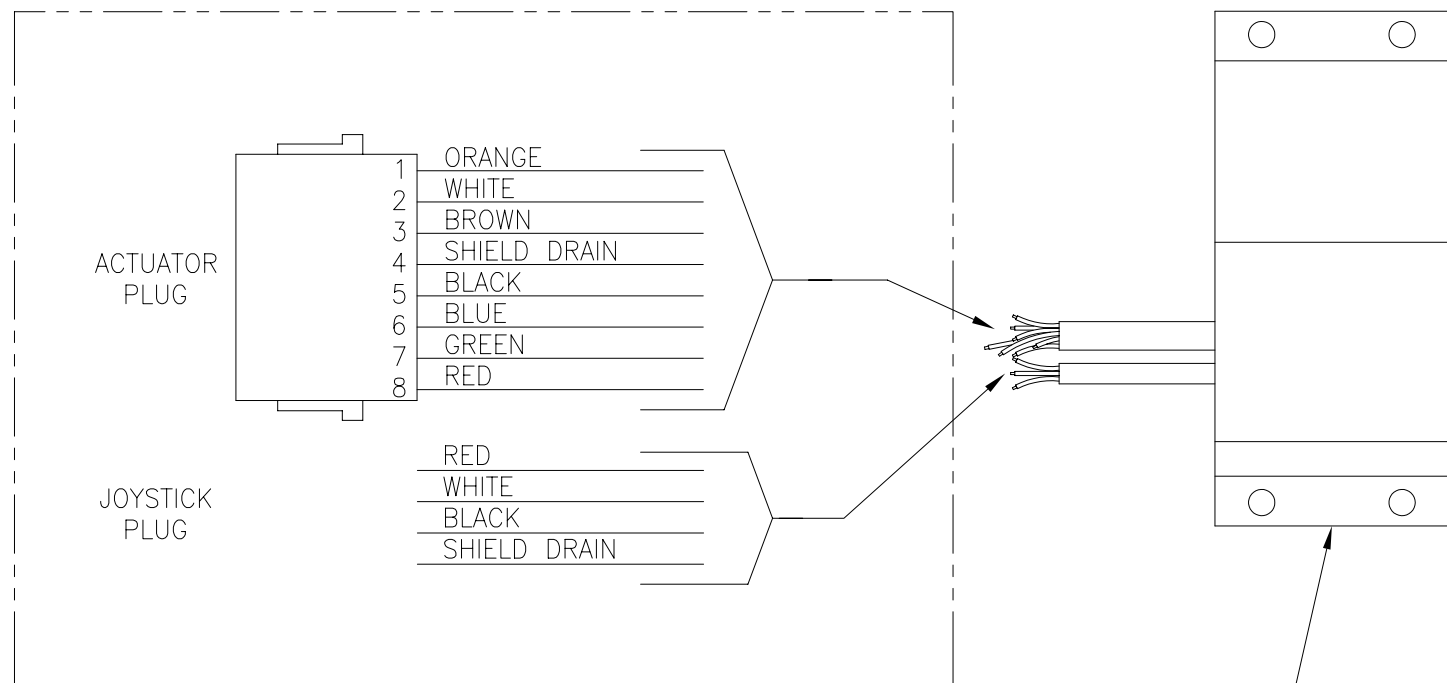 1 ORANGE
2 WHITE
3 BROWN
4 SHIELD DRAIN
5 BLACK
6 BLUE
7 GREEN
8 RED
ACTUATOR
PLUG
RED
WHITE
BLACK
SHIELD DRAIN
JOYSTICK
PLUG